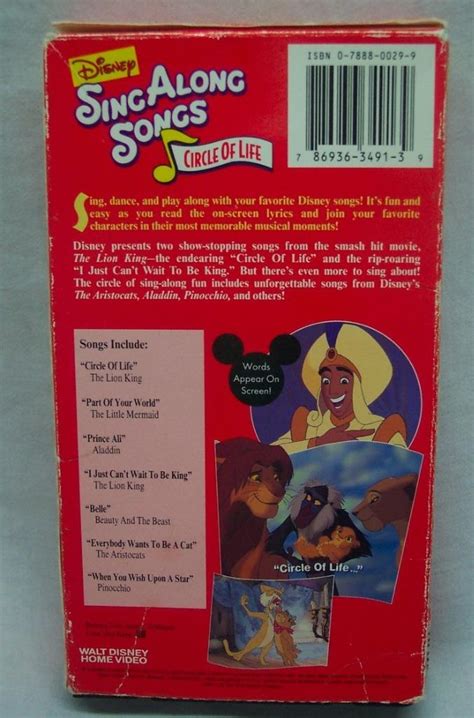 Disney
Sing Along
Songs
Circle Of Life
ISBN 0-7888-0029-9
7 86936-3491-3 9
Sing, dance, and play along with your favorite Disney songs! It's fun and
easy as you read the on-screen lyrics and join your favorite
characters in their most memorable musical moments!
Disney presents two show-stopping songs from the smash hit movie,
The Lion King—the endearing "Circle Of Life" and the rip-roaring
"I Just Can't Wait To Be King." But there's even more to sing about!
The circle of sing-along fun includes unforgettable songs from Disney's
The Aristocats, Aladdin, Pinocchio, and others!
Songs Include:
"Circle Of Life"
The Lion King
"Part Of Your World"
The Little Mermaid
"Prince Ali"
Aladdin
"I Just Can't Wait To Be King"
The Lion King
"Belle"
Beauty And The Beast
"Everybody Wants To Be A Cat"
The Aristocats
"When You Wish Upon A Star"
Pinocchio
Words
Appear On
Screen!
"Circle Of Life..."
WALT DISNEY
HOME VIDEO